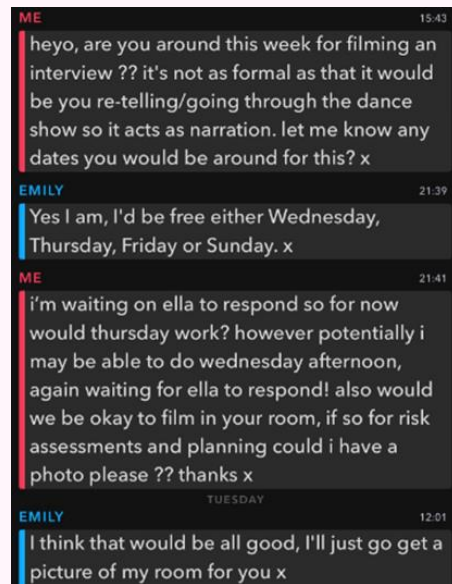 ME 15:43
heyo, are you around this week for filming an
interview ?? it's not as formal as that it would
be you re-telling/going through the dance
show so it acts as narration. let me know any
dates you would be around for this? x
EMILY 21:39
Yes I am, I'd be free either Wednesday,
Thursday, Friday or Sunday. x
ME 21:41
i'm waiting on ella to respond so for now
would thursday work? however potentially i
may be able to do wednesday afternoon,
again waiting for ella to respond! also would
we be okay to film in your room, if so for risk
assessments and planning could i have a
photo please ?? thanks x
TUESDAY
EMILY 12:01
I think that would be all good, I'll just go get a
picture of my room for you x